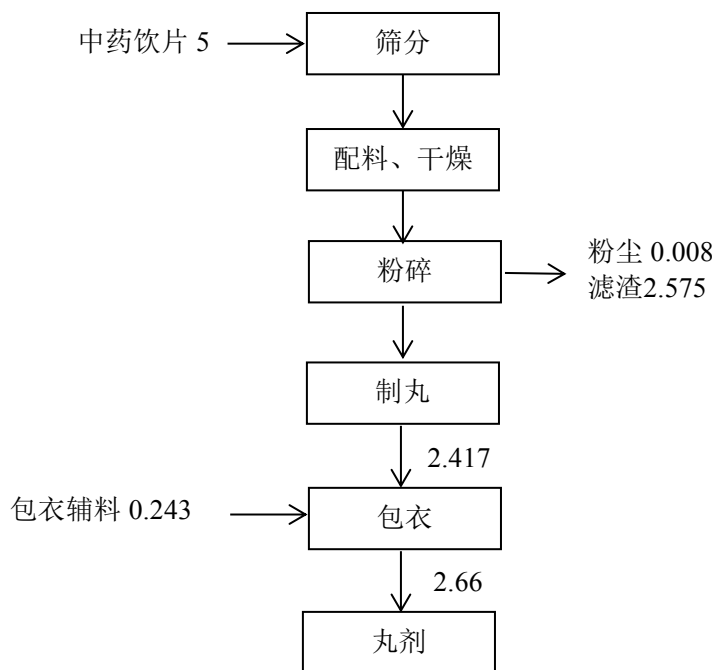 中药饮片 5
筛分
配料、干燥
粉碎
粉尘 0.008
滤渣2.575
制丸
2.417
包衣辅料 0.243
包衣
2.66
丸剂